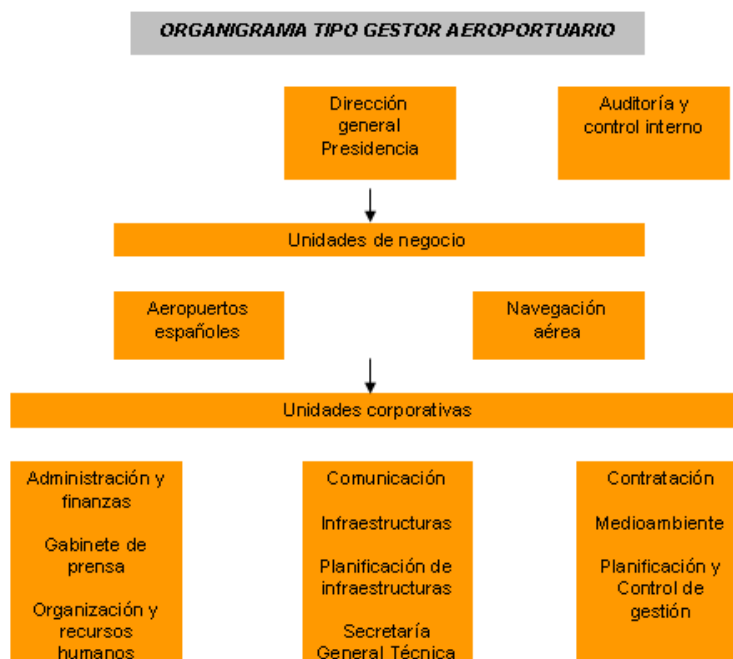 ORGANIGRAMA TIPO GESTOR AEROPORTUARIO
Dirección
general
Presidencia
Auditoría y
control interno
Unidades de negocio
Aeropuertos
españoles
Navegación
aérea
Unidades corporativas
Administración y
finanzas
Gabinete de
prensa
Organización y
recursos
humanos
Comunicación
Infraestructuras
Planificación de
infraestructuras
Secretaría
General Técnica
Contratación
Medioambiente
Planificación y
Control de
gestión